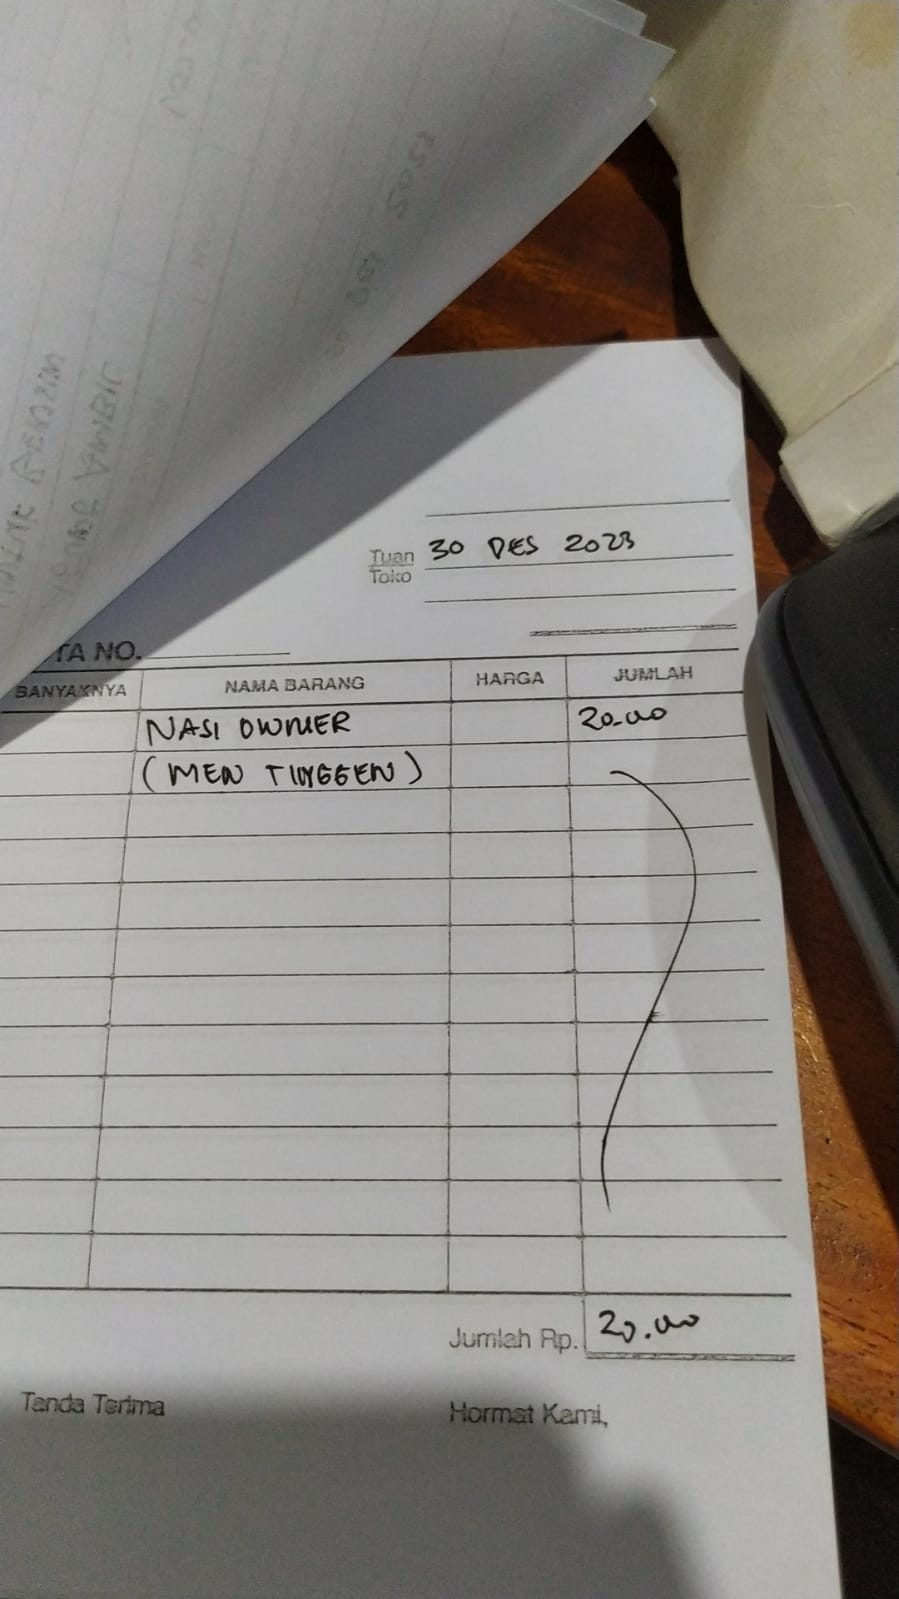 30 DES 2023
Tuan
Toko
TA NO.
BANYAKNYA NAMA BARANG HARGA JUMLAH
NASI OWNER 20.000
(MEN TINGGEN)
Jumlah Rp. 20.000
Tanda Terima Hormat Kami,